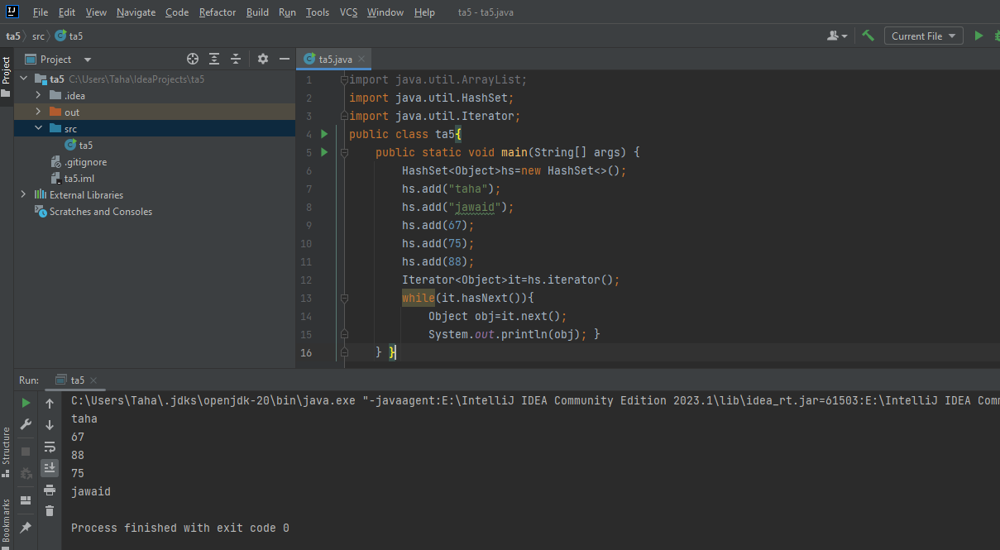 File Edit View Navigate Code Refactor Build Run Tools VCS Window Help ta5 - ta5.java
ta5 src ta5 Current File
Project
Project
ta5 C:\Users\Taha\IdeaProjects\ta5
.idea
out
src
ta5
.gitignore
ta5.iml
External Libraries
Scratches and Consoles
ta5.java
1 import java.util.ArrayList;
2 import java.util.HashSet;
3 import java.util.Iterator;
4 public class ta5{
5 public static void main(String[] args) {
6 HashSet<Object>hs=new HashSet<>();
7 hs.add("taha");
8 hs.add("jawaid");
9 hs.add(67);
10 hs.add(75);
11 hs.add(88);
12 Iterator<Object>it=hs.iterator();
13 while(it.hasNext()){
14 Object obj=it.next();
15 System.out.println(obj); }
16 } }
Run: ta5
C:\Users\Taha\.jdks\openjdk-20\bin\java.exe "-javaagent:E:\IntelliJ IDEA Community Edition 2023.1\lib\idea_rt.jar=61503:E:\IntelliJ IDEA Com
taha
67
88
75
jawaid
Process finished with exit code 0
Structure
Bookmarks